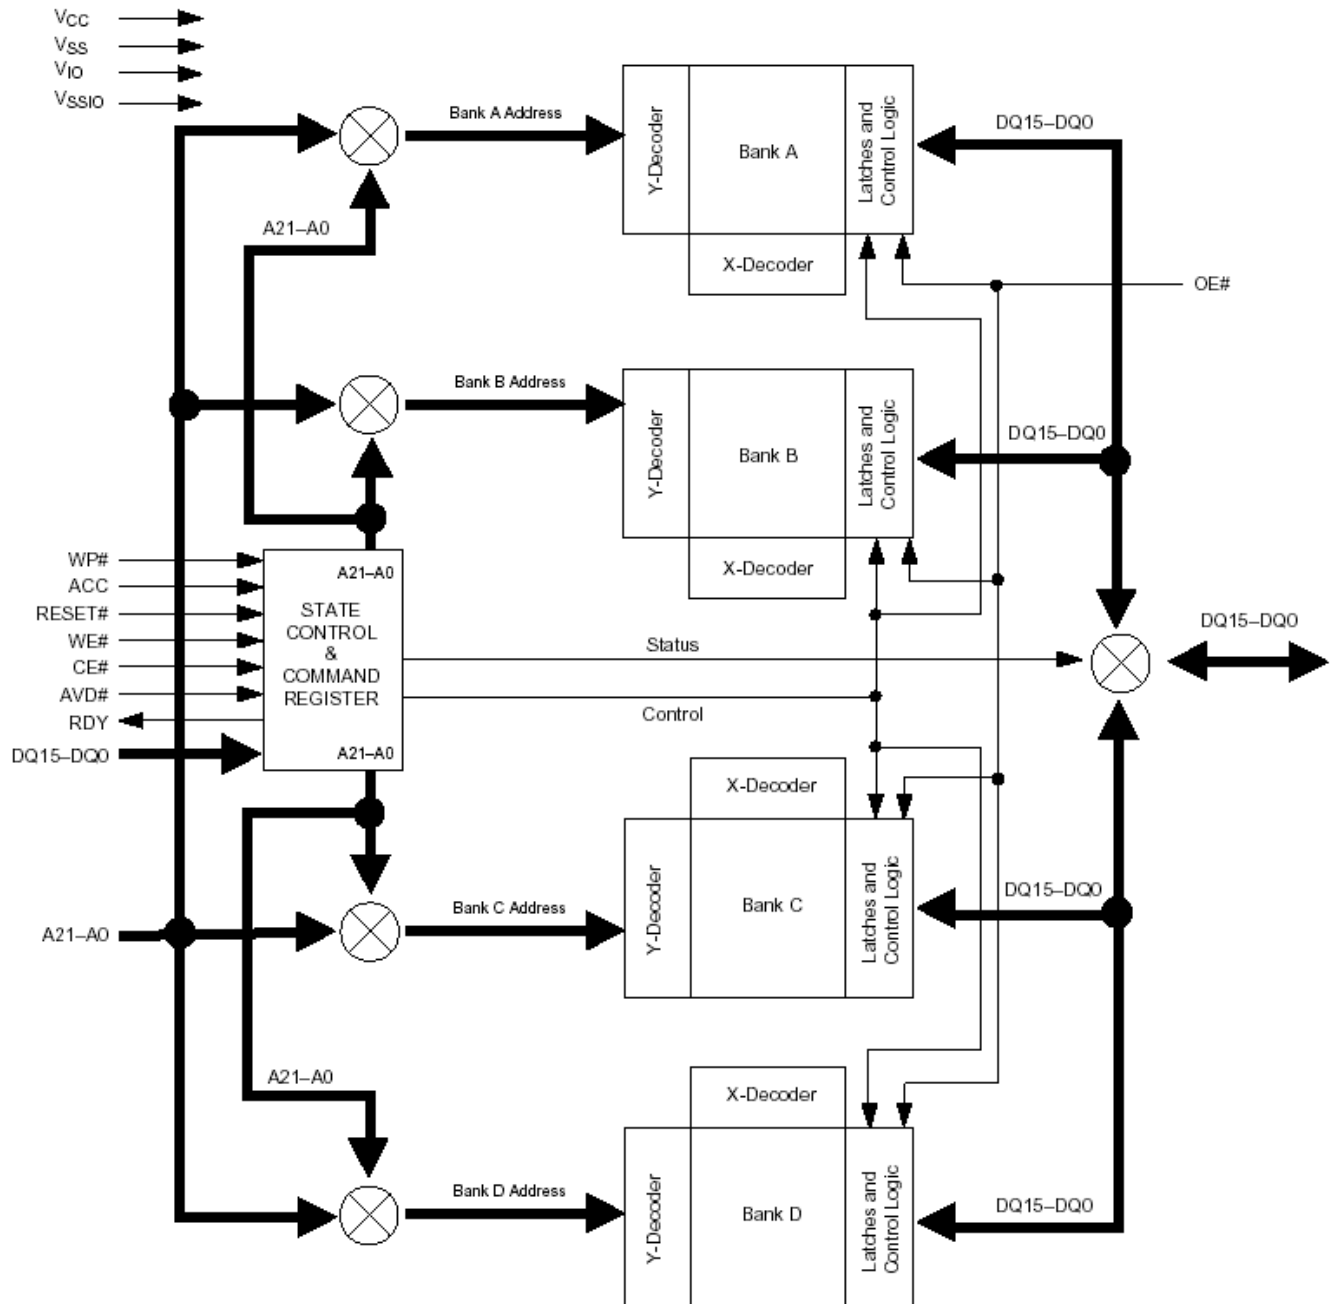 VCC
VSS
VIO
VSSIO
Bank A Address
Y-Decoder
Bank A
Latches and
Control Logic
DQ15–DQ0
A21–A0
X-Decoder
OE#
Bank B Address
Y-Decoder
Bank B
Latches and
Control Logic
DQ15–DQ0
X-Decoder
WP#
ACC
RESET#
WE#
CE#
AVD#
RDY
DQ15–DQ0
A21–A0
STATE
CONTROL
&
COMMAND
REGISTER
A21–A0
Status
Control
DQ15–DQ0
X-Decoder
Bank C Address
Y-Decoder
Bank C
Latches and
Control Logic
DQ15–DQ0
A21–A0
A21–A0
X-Decoder
Bank D Address
Y-Decoder
Bank D
Latches and
Control Logic
DQ15–DQ0